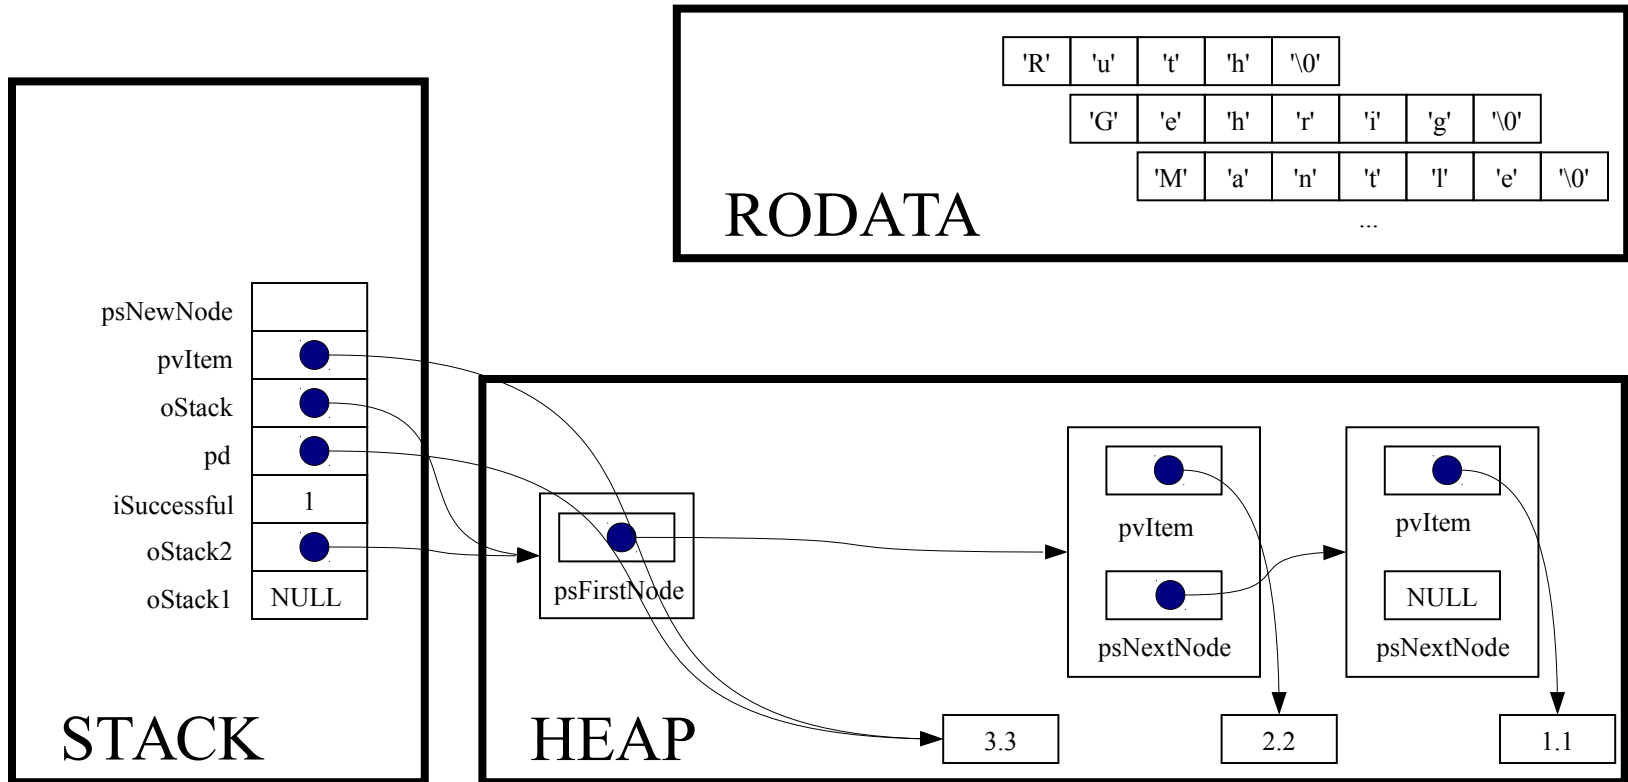 'R' 'u' 't' 'h' '\0'
'G' 'e' 'h' 'r' 'i' 'g' '\0'
'M' 'a' 'n' 't' 'l' 'e' '\0'
...
RODATA
psNewNode
pvItem
oStack
pd
iSuccessful 1
oStack2
oStack1 NULL
STACK
psFirstNode
pvItem
psNextNode
pvItem
NULL
psNextNode
HEAP
3.3
2.2
1.1